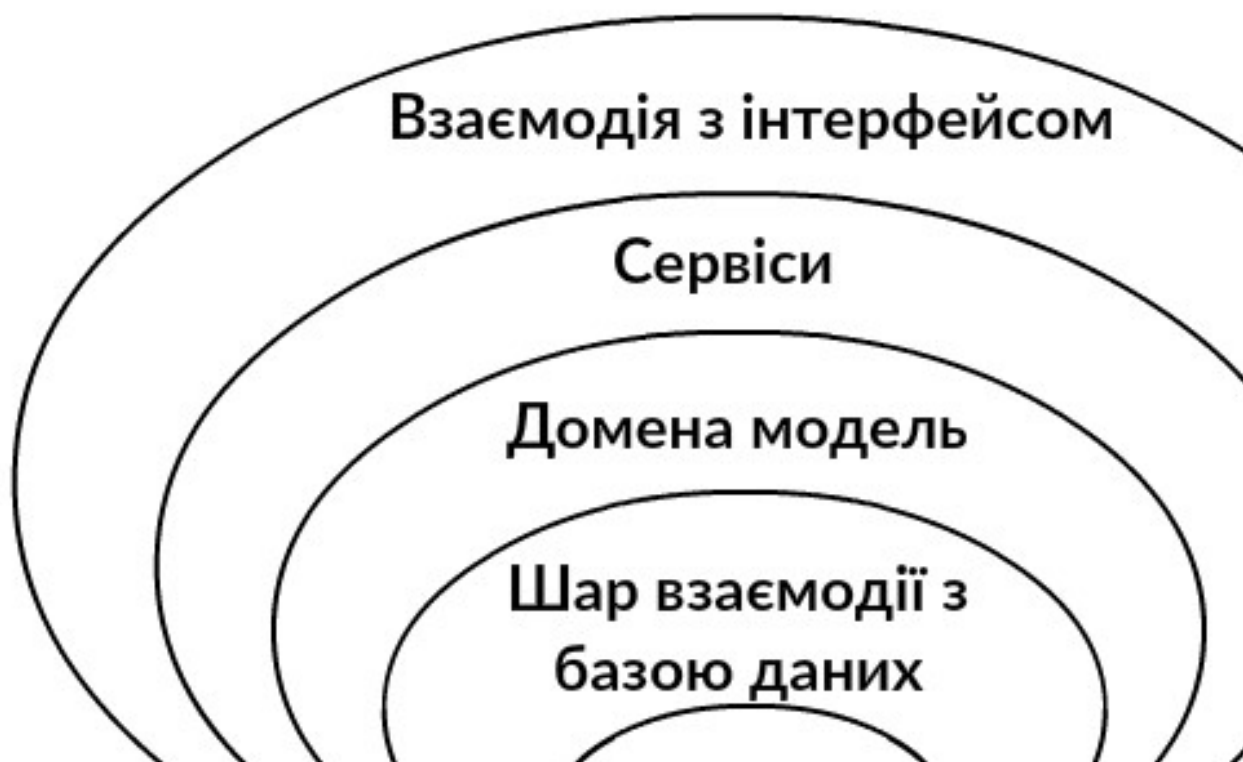 Взаємодія з інтерфейсом
Сервіси
Домена модель
Шар взаємодії з
базою даних